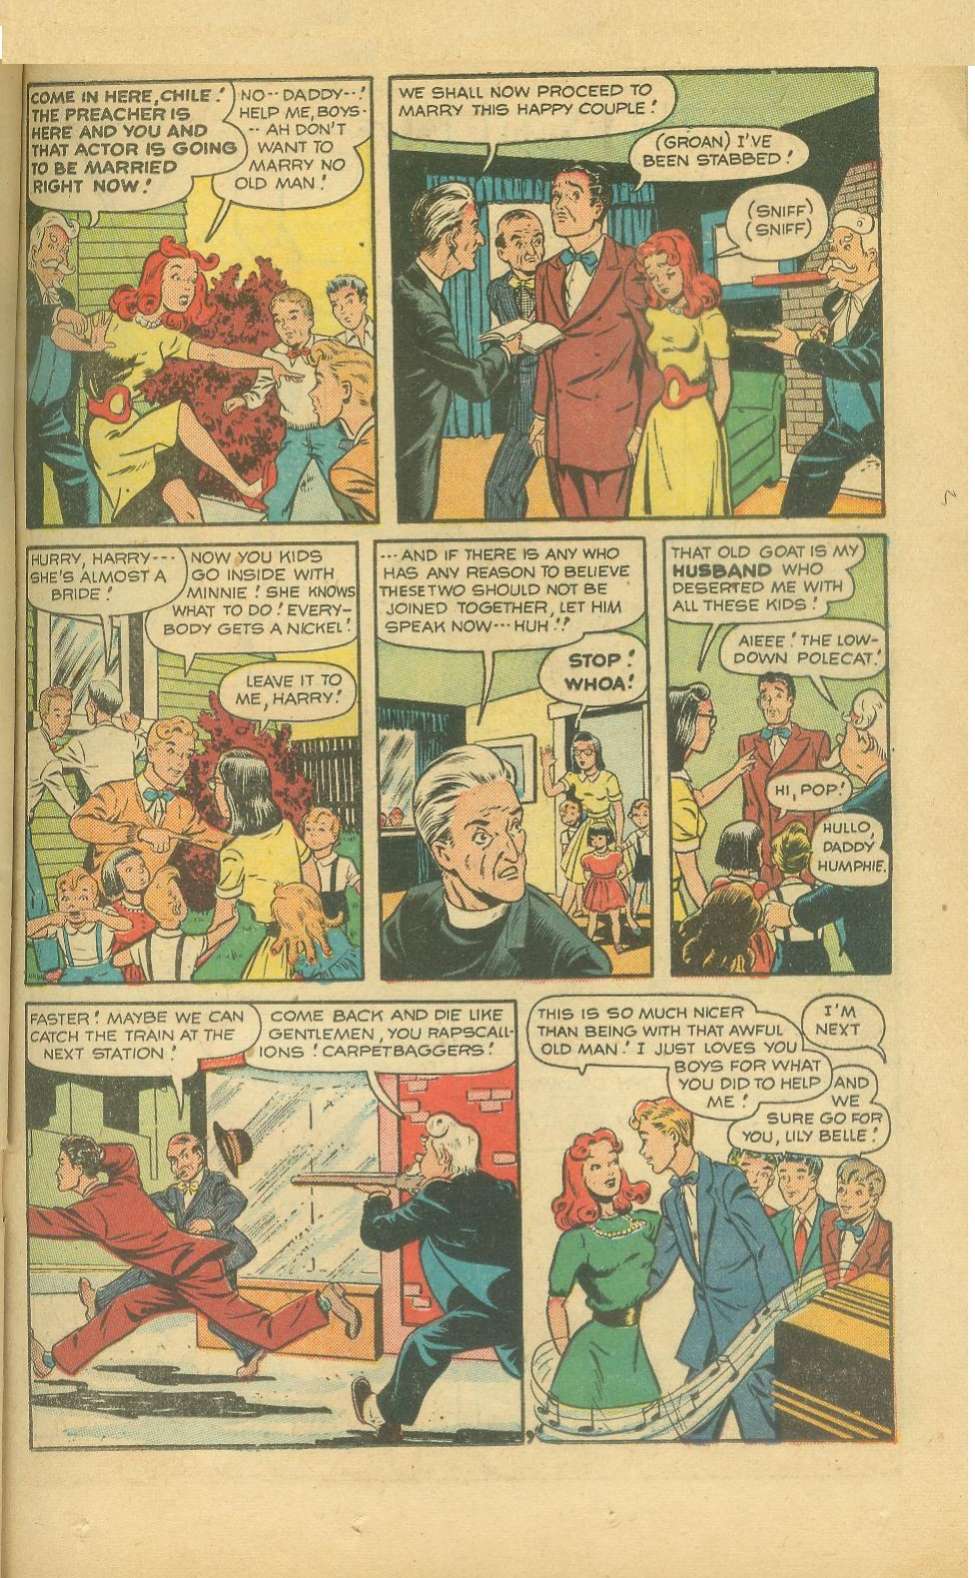 COME IN HERE, CHILE!
THE PREACHER IS
HERE AND YOU AND
THAT ACTOR IS GOING
TO BE MARRIED
RIGHT NOW!
NO-- DADDY--!
HELP ME, BOYS-
-- AH DON'T
WANT TO
MARRY NO
OLD MAN!
WE SHALL NOW PROCEED TO
MARRY THIS HAPPY COUPLE!
(GROAN) I'VE
BEEN STABBED!
(SNIFF)
(SNIFF)
HURRY, HARRY---
SHE'S ALMOST A
BRIDE!
NOW YOU KIDS
GO INSIDE WITH
MINNIE! SHE KNOWS
WHAT TO DO! EVERY-
BODY GETS A NICKEL!
LEAVE IT TO
ME, HARRY!
--- AND IF THERE IS ANY WHO
HAS ANY REASON TO BELIEVE
THESE TWO SHOULD NOT BE
JOINED TOGETHER, LET HIM
SPEAK NOW--- HUH!?
STOP!
WHOA!
THAT OLD GOAT IS MY
HUSBAND WHO
DESERTED ME WITH
ALL THESE KIDS!
AIEEE! THE LOW-
DOWN POLECAT!
HI, POP!
HULLO,
DADDY
HUMPHIE.
FASTER! MAYBE WE CAN
CATCH THE TRAIN AT THE
NEXT STATION!
COME BACK AND DIE LIKE
GENTLEMEN, YOU RAPSCALL-
IONS! CARPETBAGGERS!
THIS IS SO MUCH NICER
THAN BEING WITH THAT AWFUL
OLD MAN! I JUST LOVES YOU
BOYS FOR WHAT
YOU DID TO HELP
ME!
I'M
NEXT
AND
WE
SURE GO FOR
YOU, LILY BELLE!